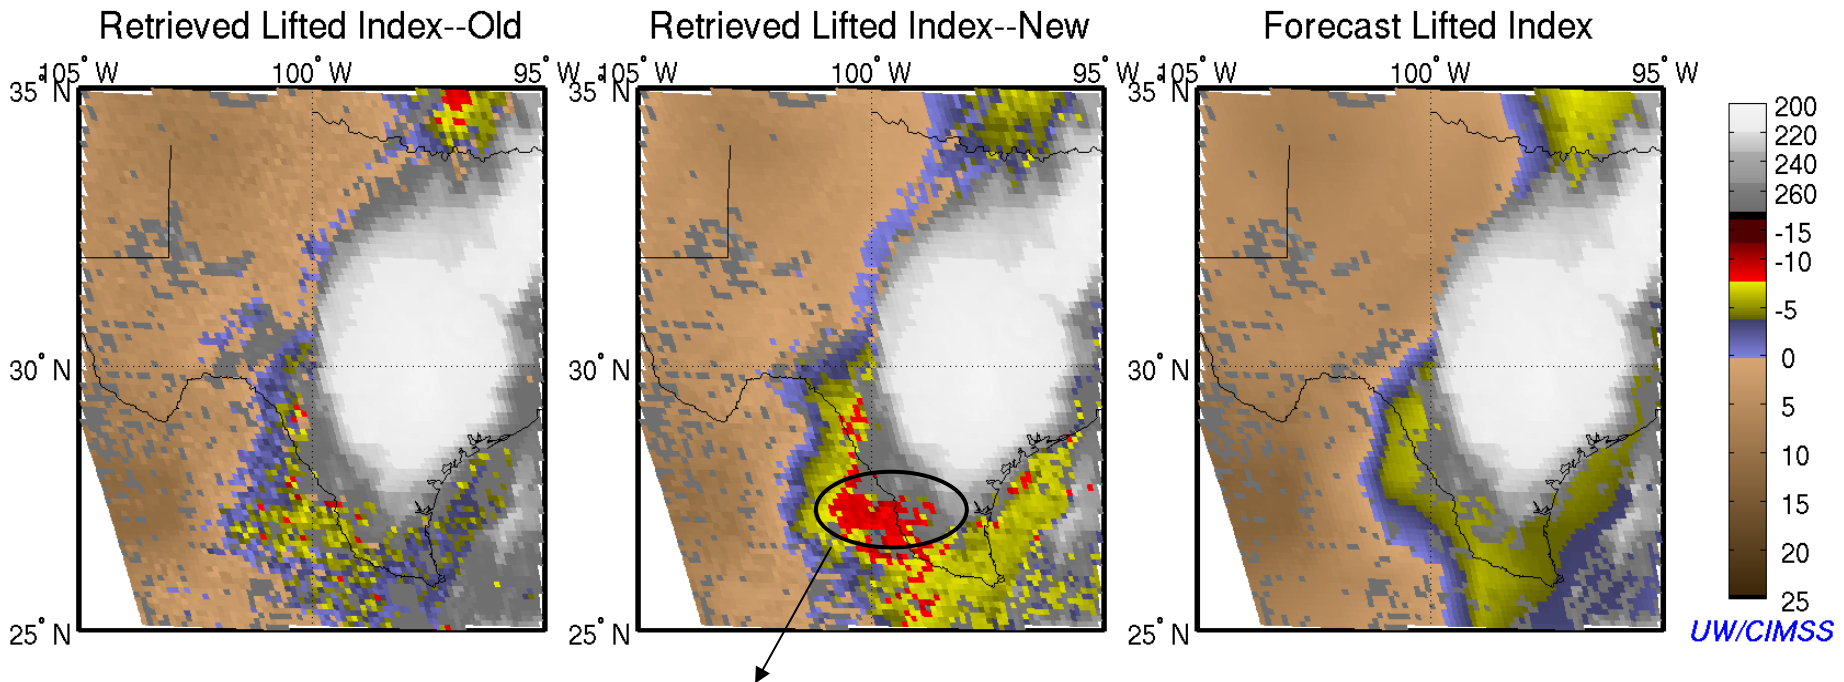 Retrieved Lifted Index--Old
Retrieved Lifted Index--New
Forecast Lifted Index
105° W 100° W 95° W
105° W 100° W 95° W
105° W 100° W 95° W
35° N
30° N
25° N
35° N
30° N
25° N
35° N
30° N
25° N
200
220
240
260
-15
-10
-5
0
5
10
15
20
25
UW/CIMSS